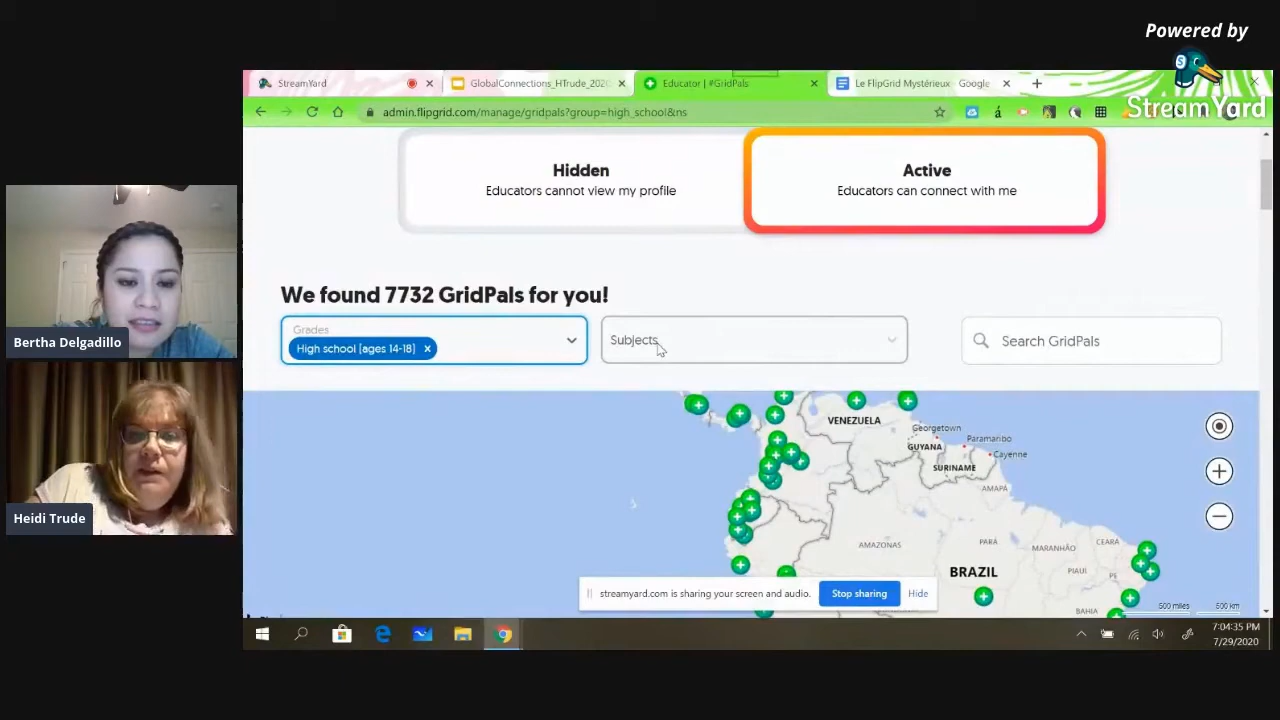 Powered by
StreamYard
StreamYard
GlobalConnections_HTrude_202
Educator | #GridPals
Le FlipGrid Mystérieux - Google
admin.flipgrid.com/manage/gridpals?group=high_school&ns
Hidden
Educators cannot view my profile
Active
Educators can connect with me
We found 7732 GridPals for you!
Grades
High school [ages 14-18]
Subjects
Search GridPals
VENEZUELA
Georgetown
Paramaribo
GUYANA
Cayenne
SURINAME
AMAPÁ
AMAZONAS
PARÁ
MARANHÃO
CEARA
PIAUI
PE
BRAZIL
BAHIA
500 miles
500 km
streamyard.com is sharing your screen and audio.
Stop sharing
Hide
Bertha Delgadillo
Heidi Trude
7:04:35 PM
7/29/2020